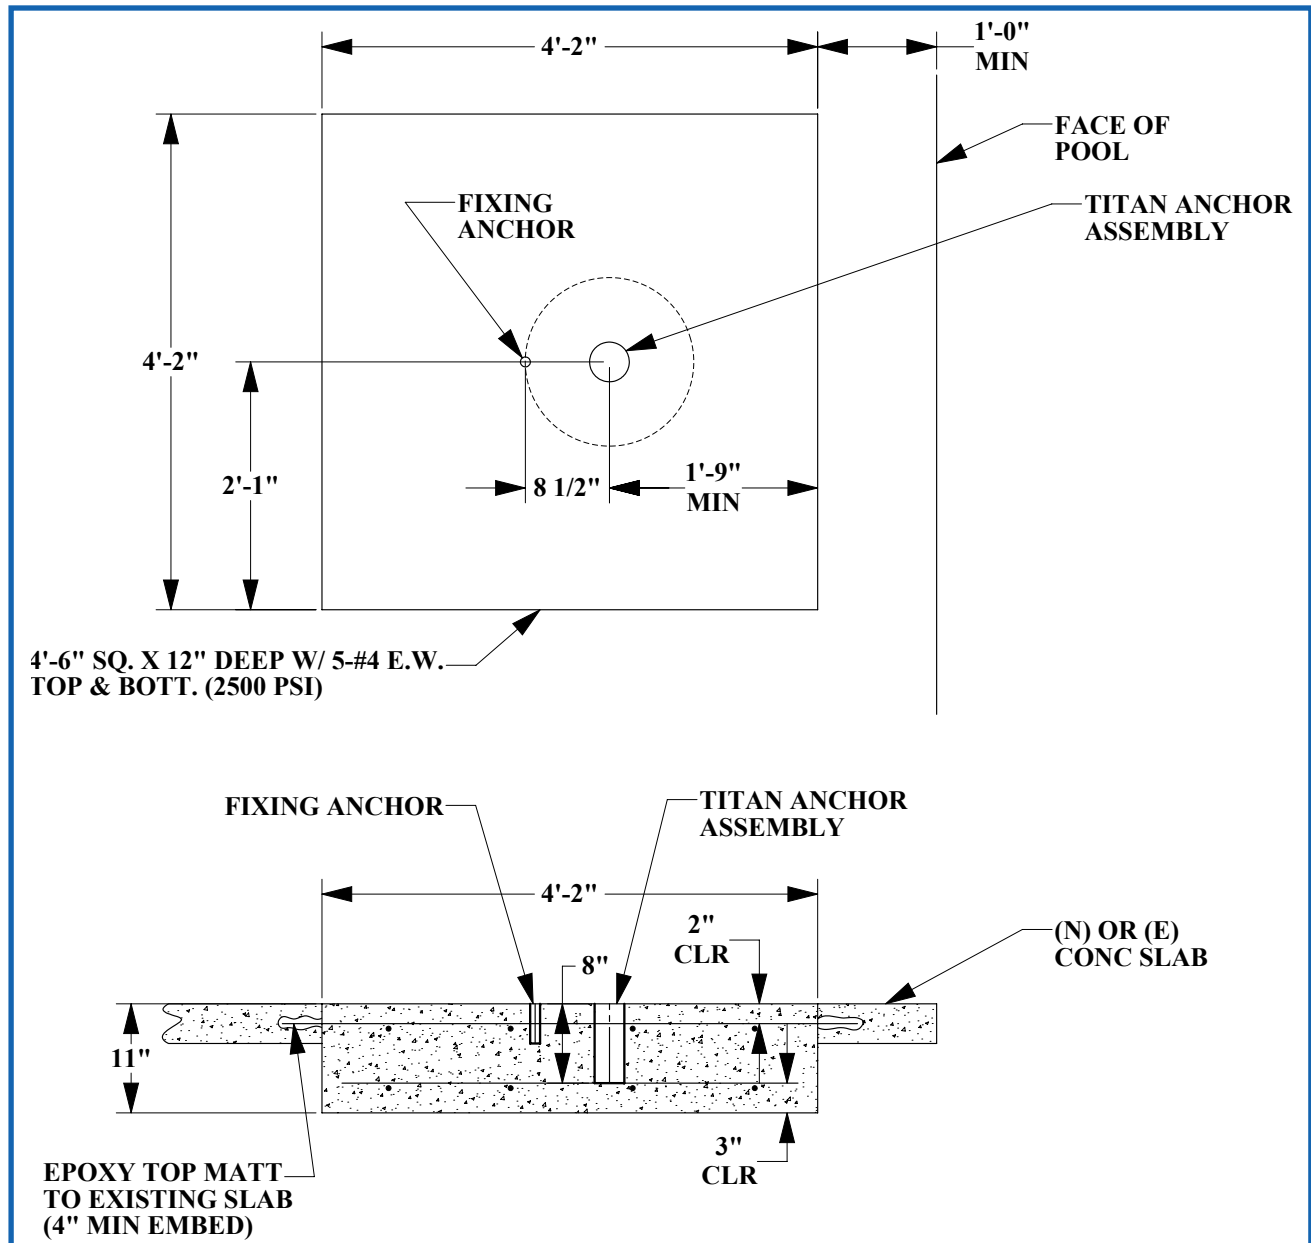 4'-2"
1'-0"
MIN
FACE OF
POOL
FIXING
ANCHOR
TITAN ANCHOR
ASSEMBLY
4'-2"
2'-1"
8 1/2"
1'-9"
MIN
4'-6" SQ. X 12" DEEP W/ 5-#4 E.W.
TOP & BOTT. (2500 PSI)
FIXING ANCHOR
TITAN ANCHOR
ASSEMBLY
4'-2"
2"
CLR
8"
(N) OR (E)
CONC SLAB
11"
3"
CLR
EPOXY TOP MATT
TO EXISTING SLAB
(4" MIN EMBED)